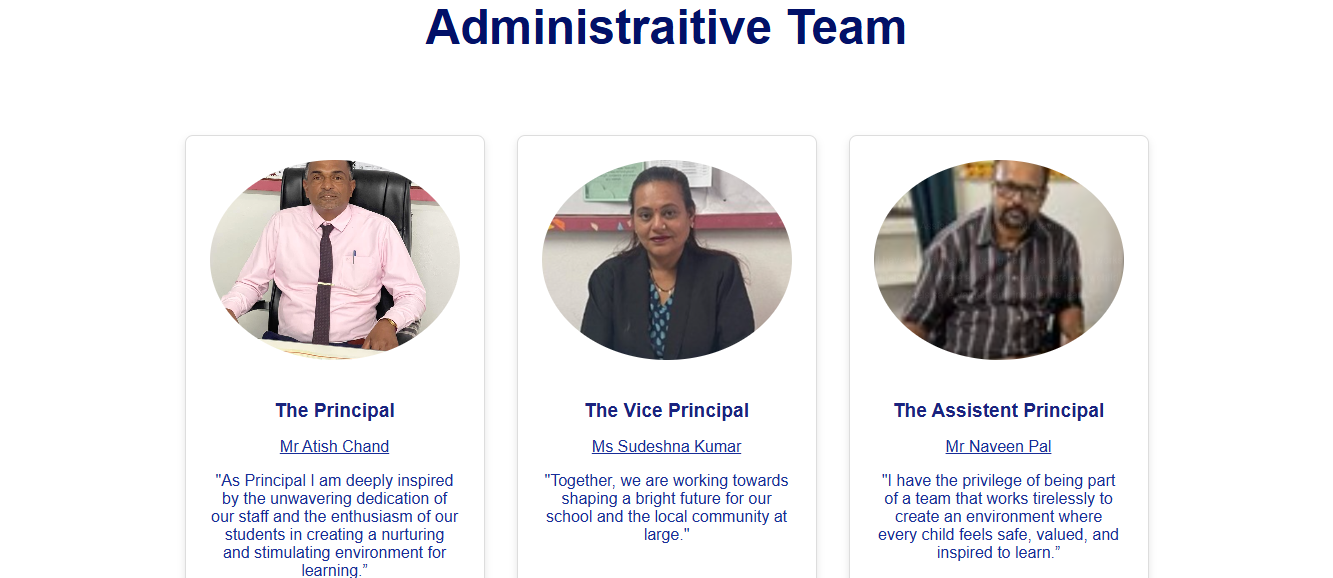 Administraitive Team
The Principal
Mr Atish Chand
"As Principal I am deeply inspired
by the unwavering dedication of
our staff and the enthusiasm of our
students in creating a nurturing
and stimulating environment for
learning.”
The Vice Principal
Ms Sudeshna Kumar
"Together, we are working towards
shaping a bright future for our
school and the local community at
large."
The Assistent Principal
Mr Naveen Pal
"I have the privilege of being part
of a team that works tirelessly to
create an environment where
every child feels safe, valued, and
inspired to learn.”